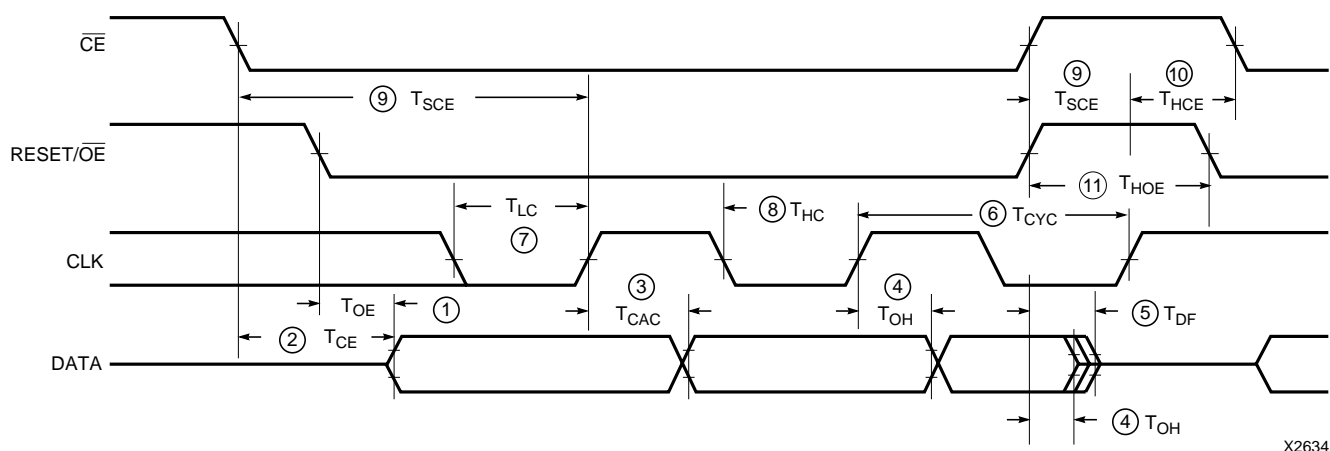 CE
⑨ TSCE
⑨ TSCE
⑩ THCE
RESET/OE
TLC
⑦
⑧ THC
⑪ THOE
⑥ TCYC
CLK
TOE ①
③ TCAC
④ TOH
⑤ TDF
② TCE
DATA
④ TOH
X2634